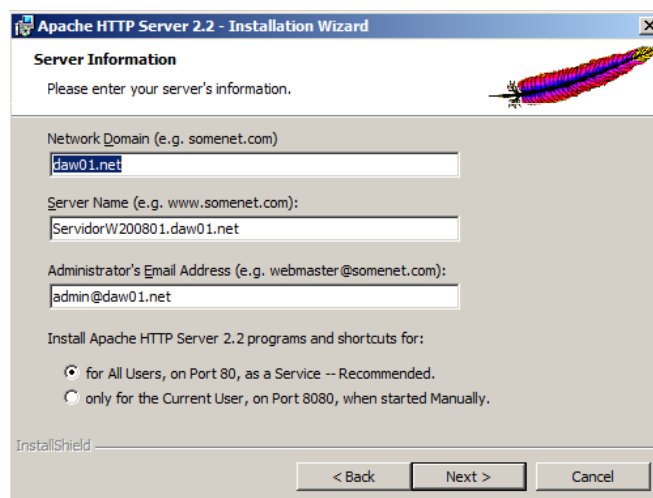 Apache HTTP Server 2.2 - Installation Wizard
Server Information
Please enter your server's information.
Network Domain (e.g. somenet.com)
daw01.net
Server Name (e.g. www.somenet.com):
ServidorW200801.daw01.net
Administrator's Email Address (e.g. webmaster@somenet.com):
admin@daw01.net
Install Apache HTTP Server 2.2 programs and shortcuts for:
for All Users, on Port 80, as a Service -- Recommended.
only for the Current User, on Port 8080, when started Manually.
InstallShield
< Back Next > Cancel